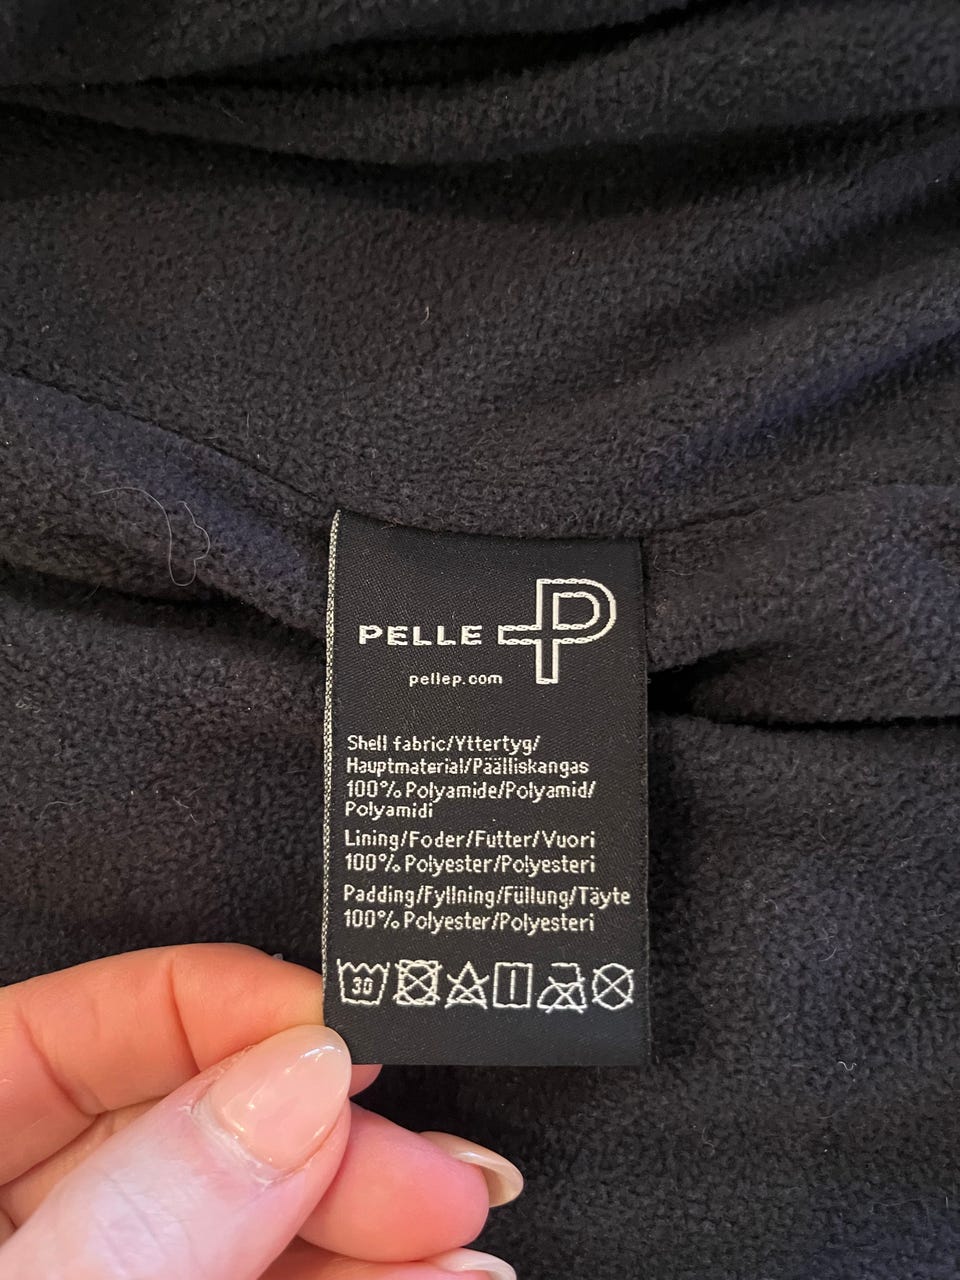 PELLE P
pellep.com
Shell fabric/Yttertyg/
Hauptmaterial/Päälliskangas
100% Polyamide/Polyamid/
Polyamidi
Lining/Foder/Futter/Vuori
100% Polyester/Polyesteri
Padding/Fyllning/Füllung/Täyte
100% Polyester/Polyesteri
30